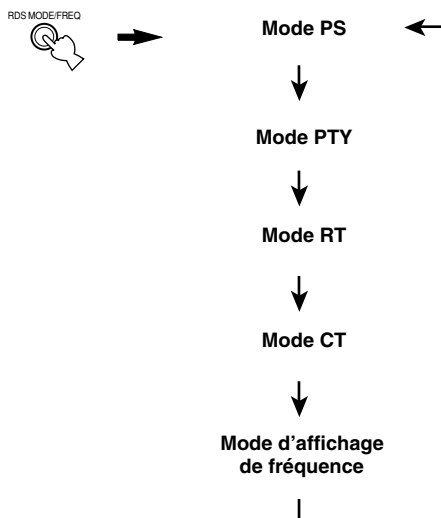 RDS MODE/FREQ
Mode PS
Mode PTY
Mode RT
Mode CT
Mode d’affichage
de fréquence